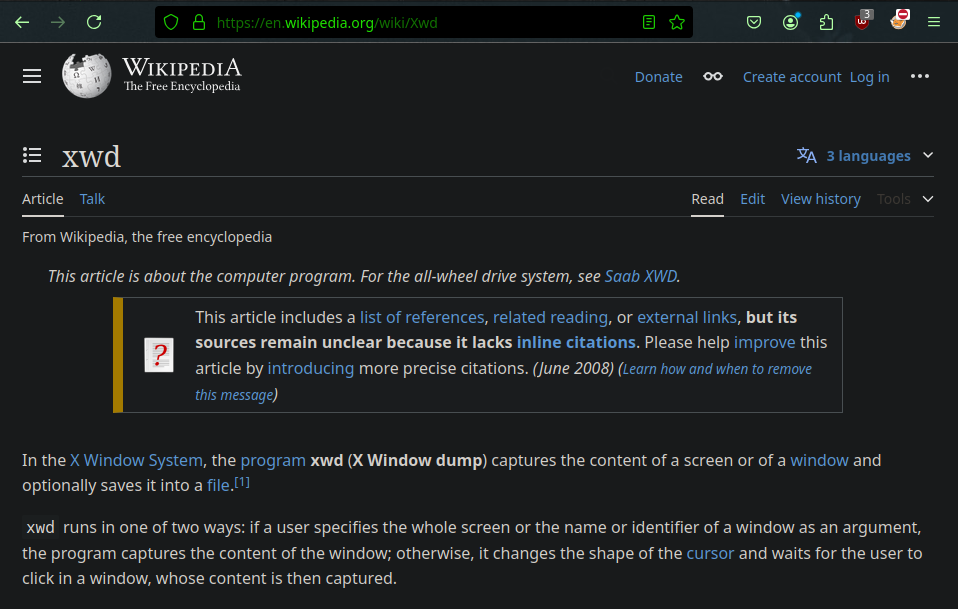 https://en.wikipedia.org/wiki/Xwd
3
WIKIPEDIA
The Free Encyclopedia
Donate
Create account Log in
xwd
3 languages
Article Talk
Read Edit View history Tools
From Wikipedia, the free encyclopedia
This article is about the computer program. For the all-wheel drive system, see Saab XWD.
This article includes a list of references, related reading, or external links, but its
sources remain unclear because it lacks inline citations. Please help improve this
article by introducing more precise citations. (June 2008) (Learn how and when to remove
this message)
In the X Window System, the program xwd (X Window dump) captures the content of a screen or of a window and
optionally saves it into a file.[1]
xwd runs in one of two ways: if a user specifies the whole screen or the name or identifier of a window as an argument,
the program captures the content of the window; otherwise, it changes the shape of the cursor and waits for the user to
click in a window, whose content is then captured.